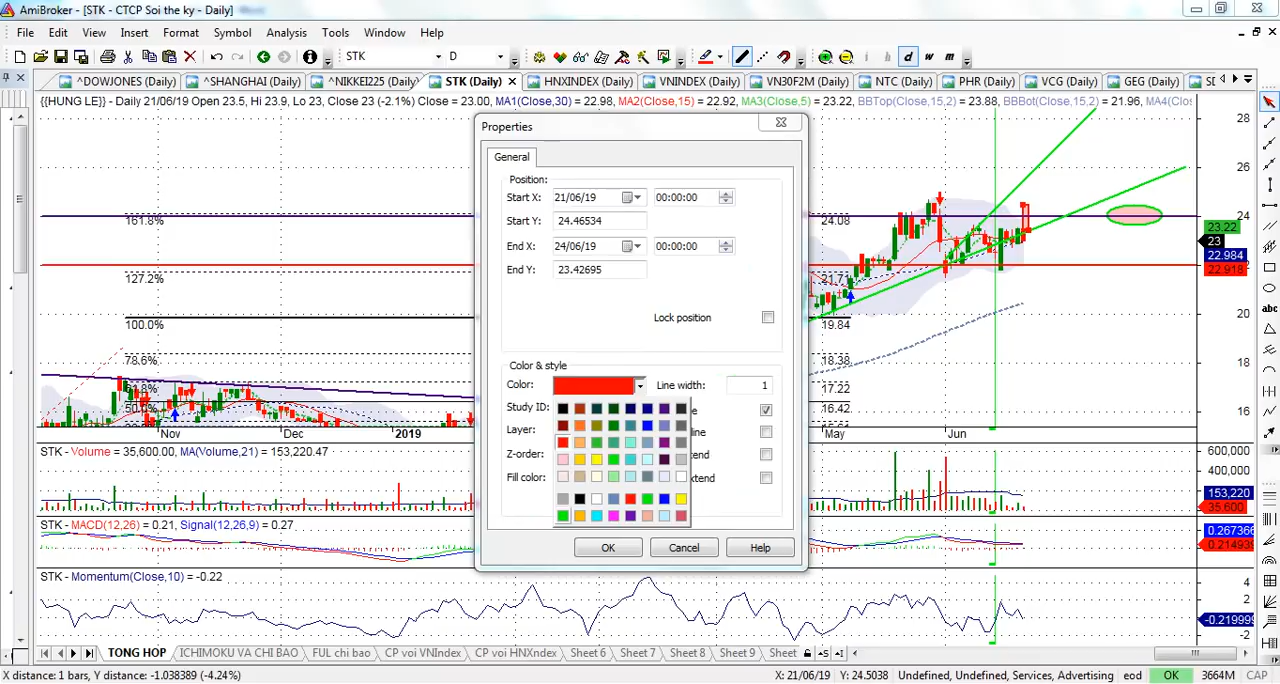 AmiBroker - [STK - CTCP Soi the ky - Daily]
File Edit View Insert Format Symbol Analysis Tools Window Help
STK D d w m
^DOWJONES (Daily) ^SHANGHAI (Daily) ^NIKKEI225 (Daily) STK (Daily) HNXINDEX (Daily) VNINDEX (Daily) VN30F2M (Daily) NTC (Daily) PHR (Daily) VCG (Daily) GEG (Daily)
{{HUNG LE}} - Daily 21/06/19 Open 23.5, Hi 23.9, Lo 23, Close 23 (-2.1%) Close = 23.00, MA1(Close,30) = 22.98, MA2(Close,15) = 22.92, MA3(Close,5) = 23.22, BBTop(Close,15,2) = 23.88, BBBot(Close,15,2) = 21.96,
Properties
General
Position:
Start X: 21/06/19 00:00:00
Start Y: 24.46534
End X: 24/06/19 00:00:00
End Y: 23.42695
Lock position
Color & style
Color: Line width: 1
Study ID:
Layer:
Z-order:
Fill color:
OK Cancel Help
161.8%
127.2%
100.0%
78.6%
61.8%
50.0%
24.08
21.71
19.84
18.38
17.22
16.42
28
26
24
23.22
23
22.984
22.918
20
18
16
abc
Nov Dec 2019 May Jun
STK - Volume = 35,600.00, MA(Volume,21) = 153,220.47
600,000
400,000
153,220
35,600
STK - MACD(12,26) = 0.21, Signal(12,26,9) = 0.27
0.267366
0.214939
STK - Momentum(Close,10) = -0.22
4
2
-0.219999
-2
TONG HOP ICHIMOKU VA CHI BAO FUL chi bao CP voi VNIndex CP voi HNXindex Sheet 6 Sheet 7 Sheet 8 Sheet 9 Sheet
X distance: 1 bars, Y distance: -1.038389 (-4.24%) X: 21/06/19 Y: 24.5038 Undefined, Undefined, Services, Advertising eod OK 3664M CAP